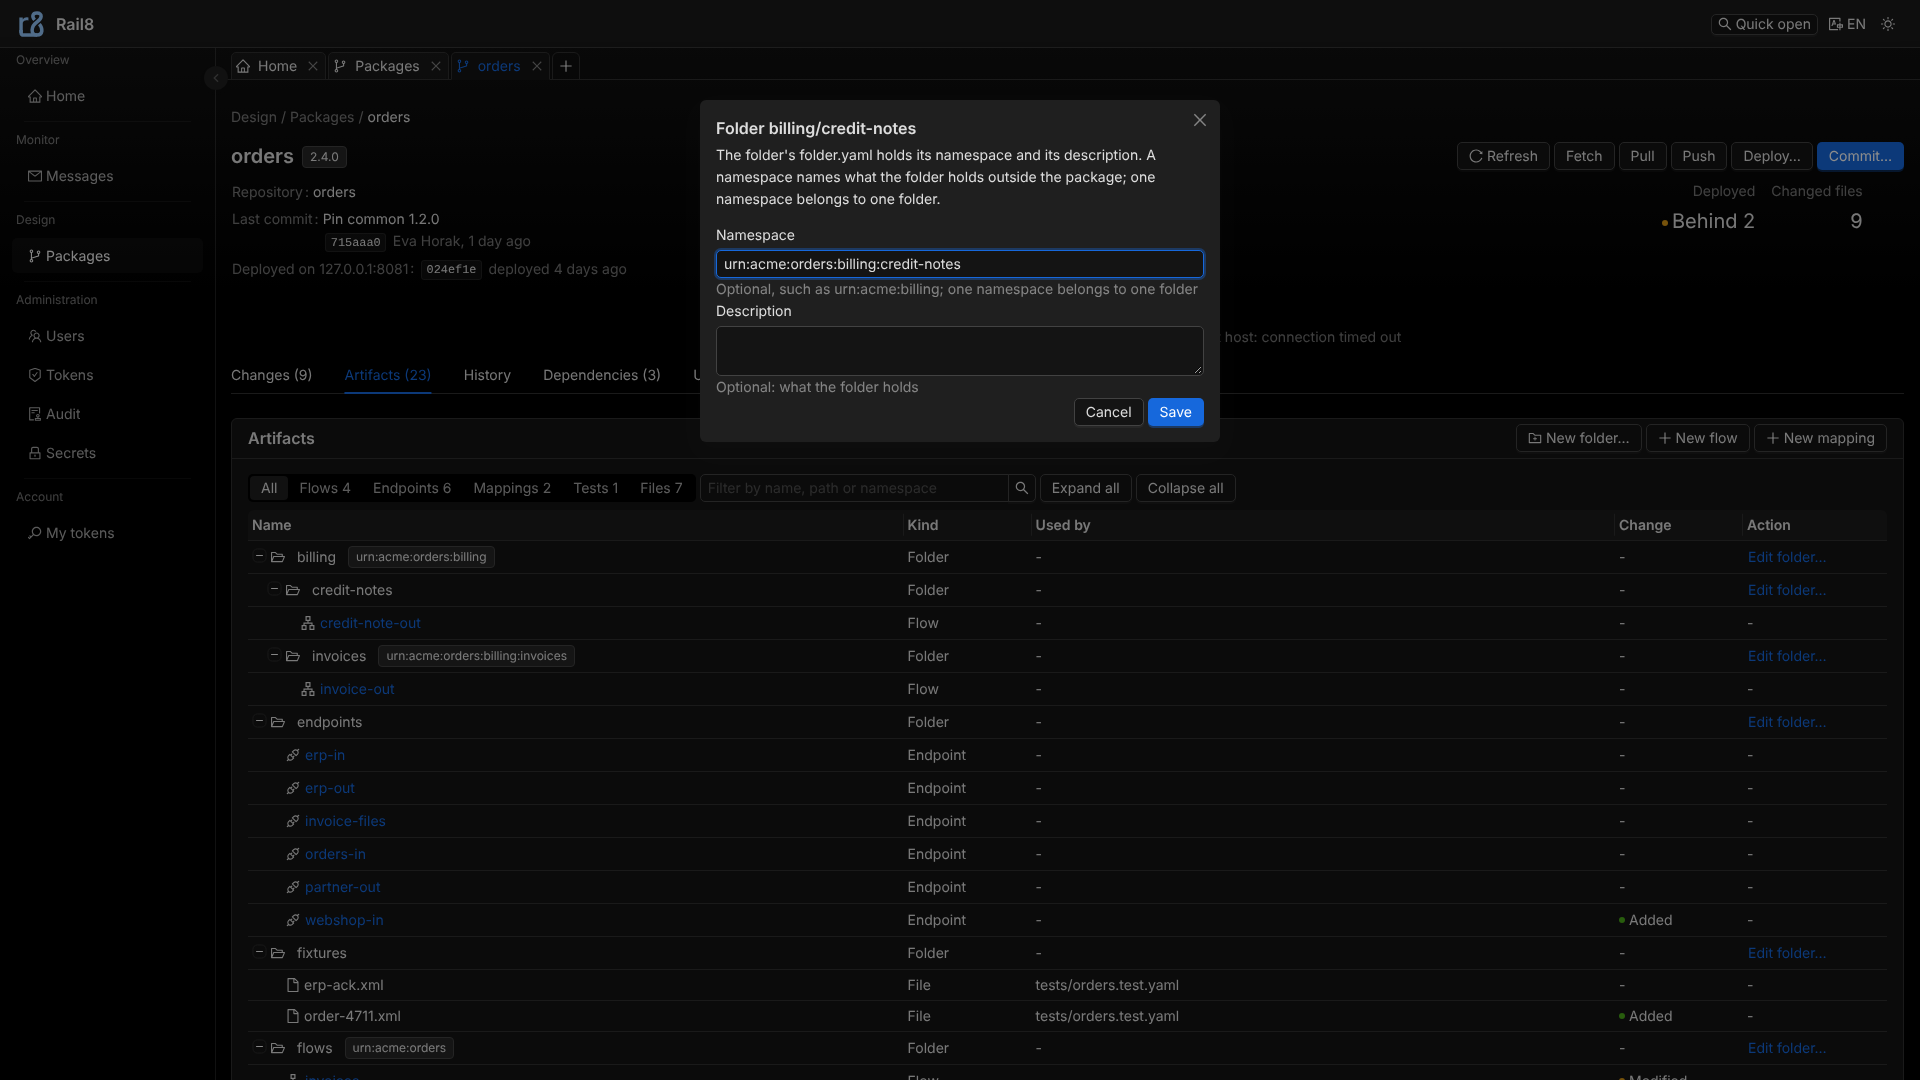 Rail8
Quick open
EN
Overview
Home
Monitor
Messages
Design
Packages
Administration
Users
Tokens
Audit
Secrets
Account
My tokens
Home
Packages
orders
Design / Packages / orders
orders 2.4.0
Refresh
Fetch
Pull
Push
Deploy...
Commit...
Repository: orders
Last commit: Pin common 1.2.0
715aaa0 Eva Horak, 1 day ago
Deployed on 127.0.0.1:8081: 024ef1e deployed 4 days ago
Deployed
Behind 2
Changed files
9
host: connection timed out
Changes (9)
Artifacts (23)
History
Dependencies (3)
Folder billing/credit-notes
The folder's folder.yaml holds its namespace and its description. A
namespace names what the folder holds outside the package; one
namespace belongs to one folder.
Namespace
urn:acme:orders:billing:credit-notes
Optional, such as urn:acme:billing; one namespace belongs to one folder
Description
Optional: what the folder holds
Cancel
Save
Artifacts
New folder...
New flow
New mapping
All
Flows 4
Endpoints 6
Mappings 2
Tests 1
Files 7
Filter by name, path or namespace
Expand all
Collapse all
Name Kind Used by Change Action
billing urn:acme:orders:billing Folder - - Edit folder...
credit-notes Folder - - Edit folder...
credit-note-out Flow - - -
invoices urn:acme:orders:billing:invoices Folder - - Edit folder...
invoice-out Flow - - -
endpoints Folder - - Edit folder...
erp-in Endpoint - - -
erp-out Endpoint - - -
invoice-files Endpoint - - -
orders-in Endpoint - - -
partner-out Endpoint - - -
webshop-in Endpoint - Added -
fixtures Folder - - Edit folder...
erp-ack.xml File tests/orders.test.yaml - -
order-4711.xml File tests/orders.test.yaml Added -
flows urn:acme:orders Folder - - Edit folder...